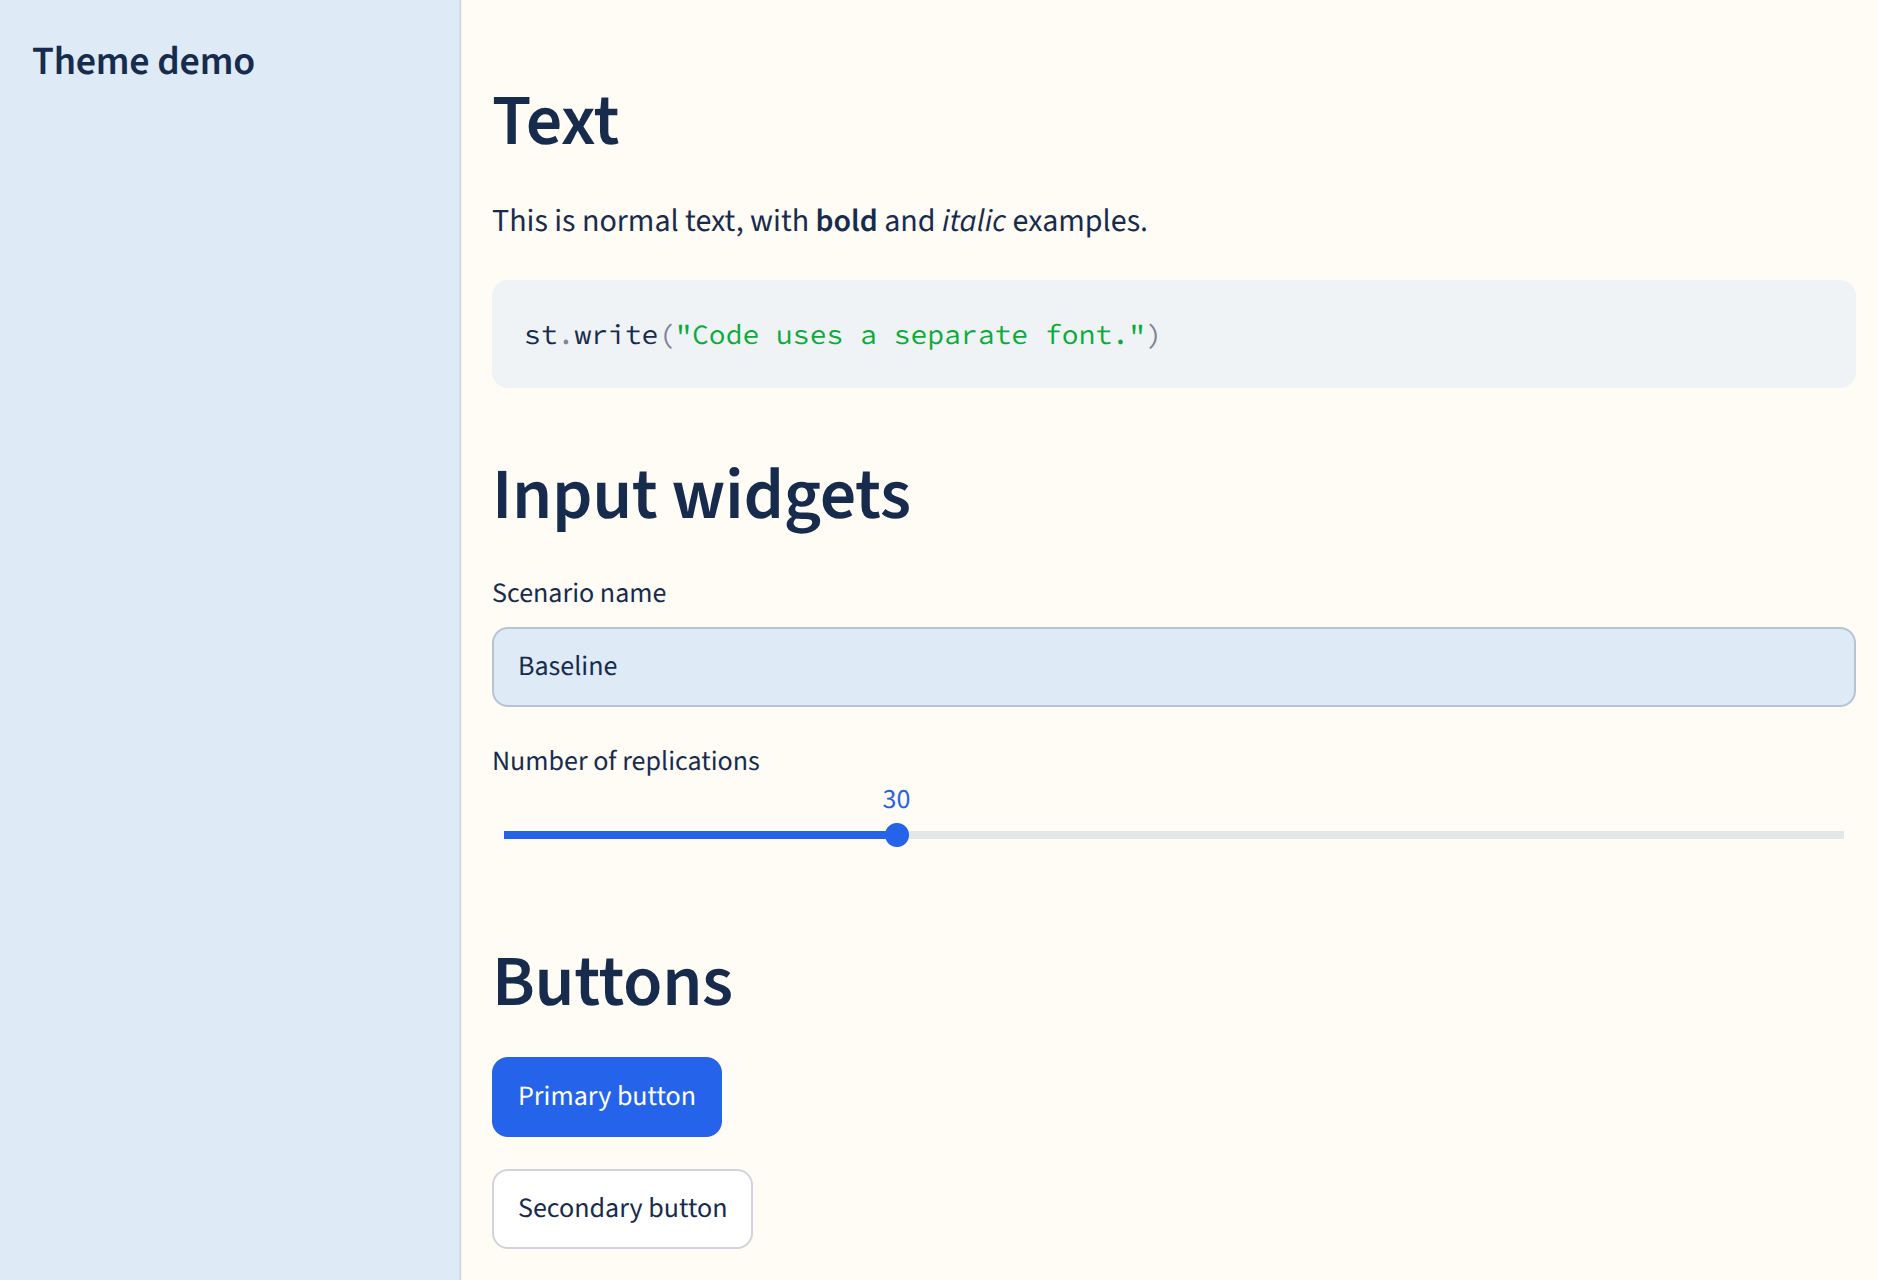 Theme demo
Text
This is normal text, with bold and italic examples.
st.write("Code uses a separate font.")
Input widgets
Scenario name
Baseline
Number of replications
30
Buttons
Primary button
Secondary button